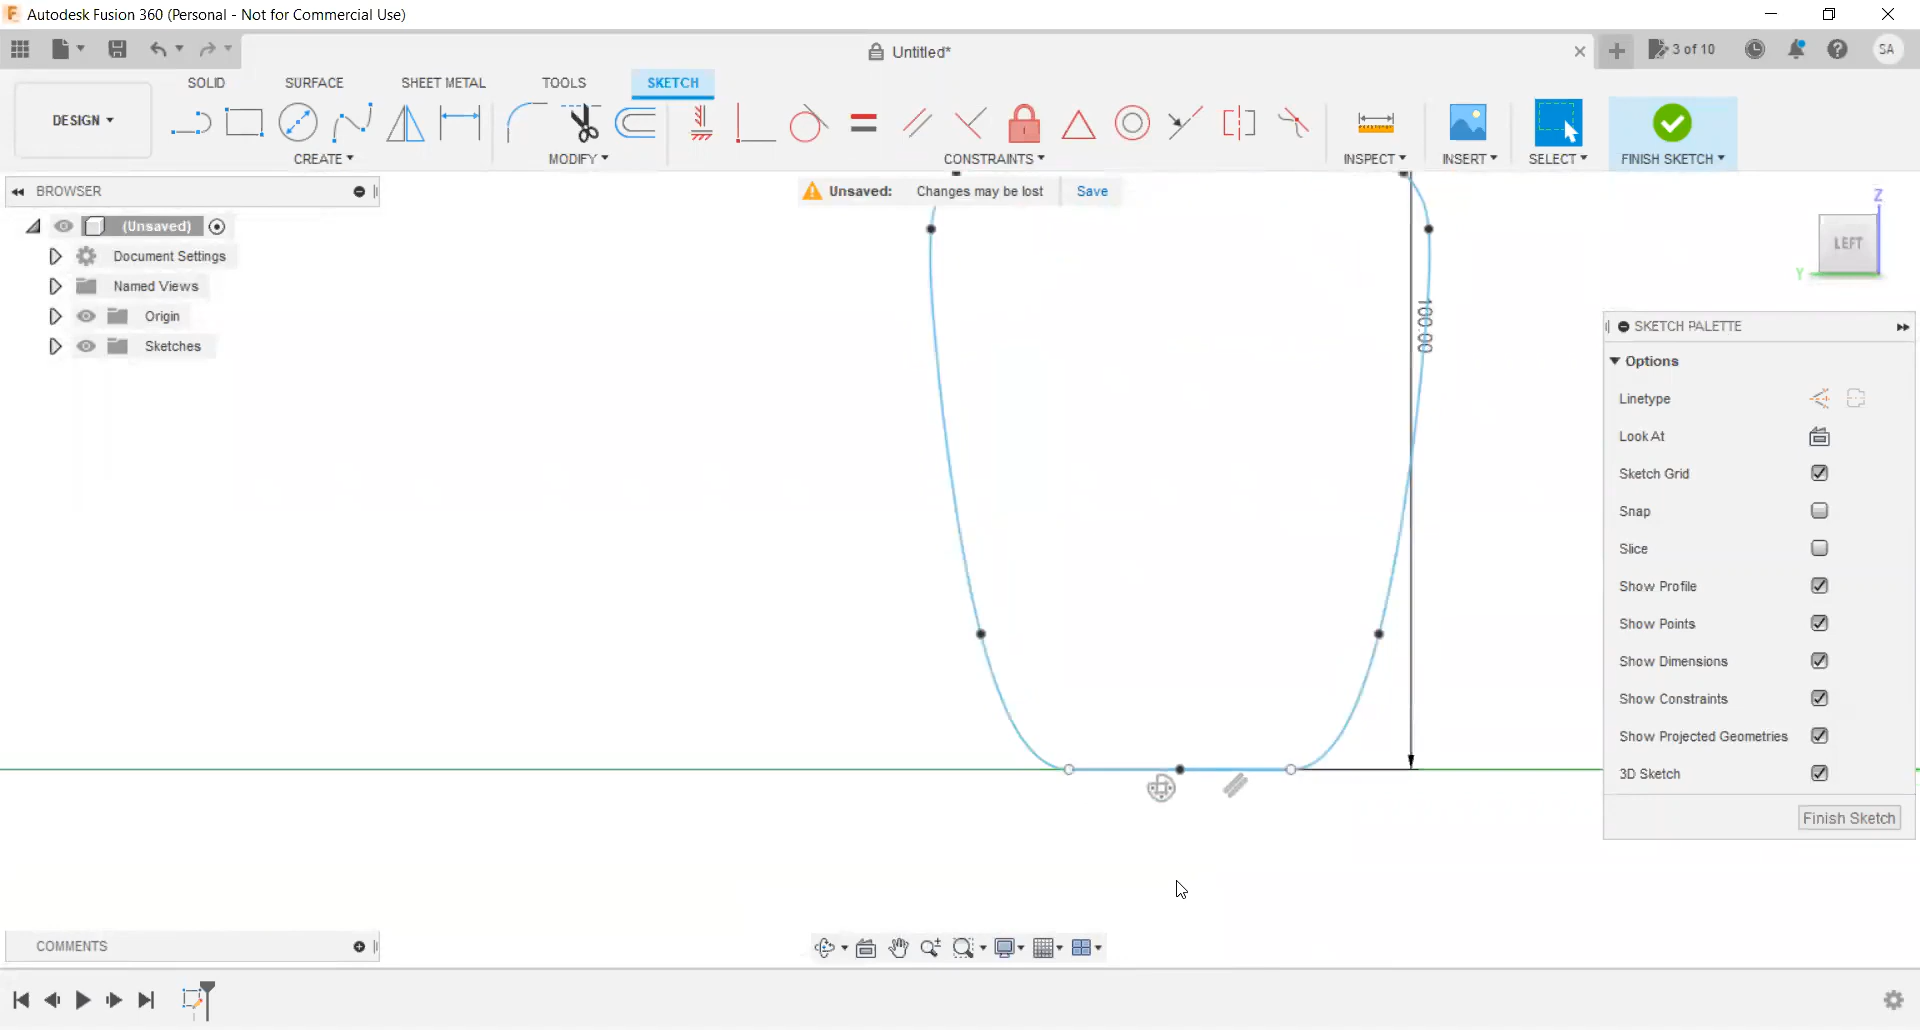 Autodesk Fusion 360 (Personal - Not for Commercial Use)
Untitled*
3 of 10
SA
SOLID
SURFACE
SHEET METAL
TOOLS
SKETCH
DESIGN
CREATE
MODIFY
CONSTRAINTS
INSPECT
INSERT
SELECT
FINISH SKETCH
BROWSER
Unsaved: Changes may be lost Save
(Unsaved)
Document Settings
Named Views
Origin
Sketches
Z
LEFT
Y
100.00
SKETCH PALETTE
Options
Linetype
Look At
Sketch Grid
Snap
Slice
Show Profile
Show Points
Show Dimensions
Show Constraints
Show Projected Geometries
3D Sketch
Finish Sketch
COMMENTS